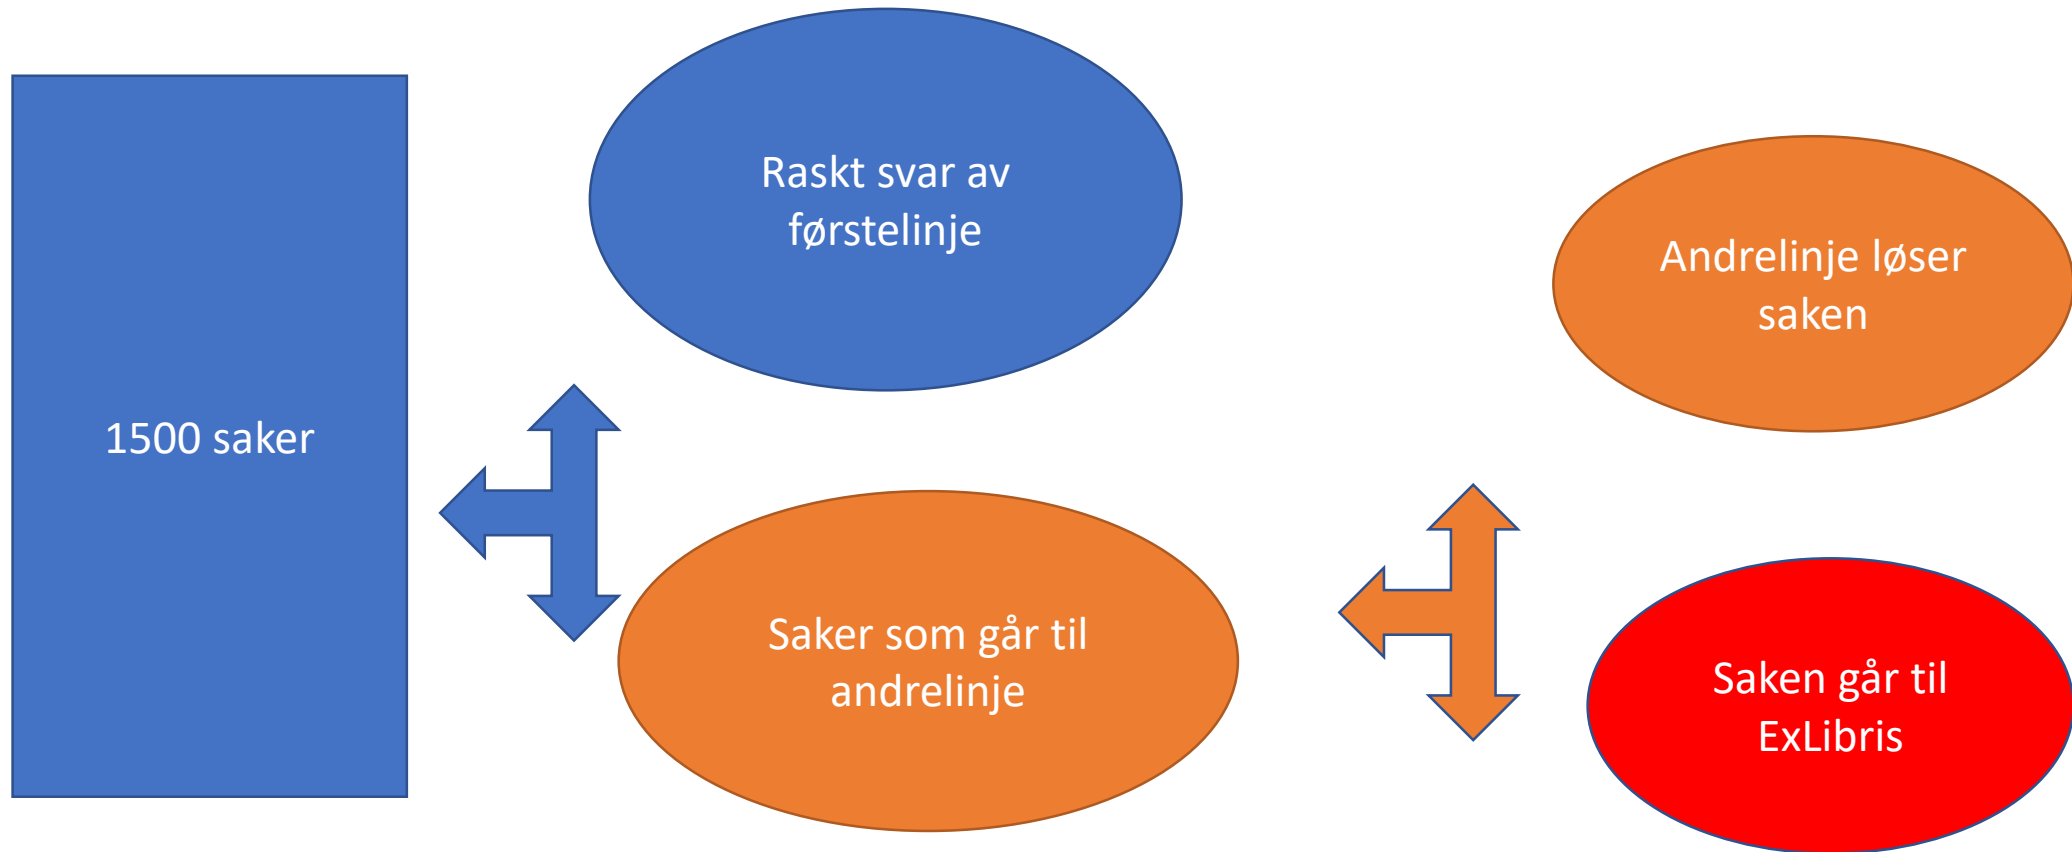 1500 saker
Raskt svar av
førstelinje
Saker som går til
andrelinje
Andrelinje løser
saken
Saken går til
ExLibris